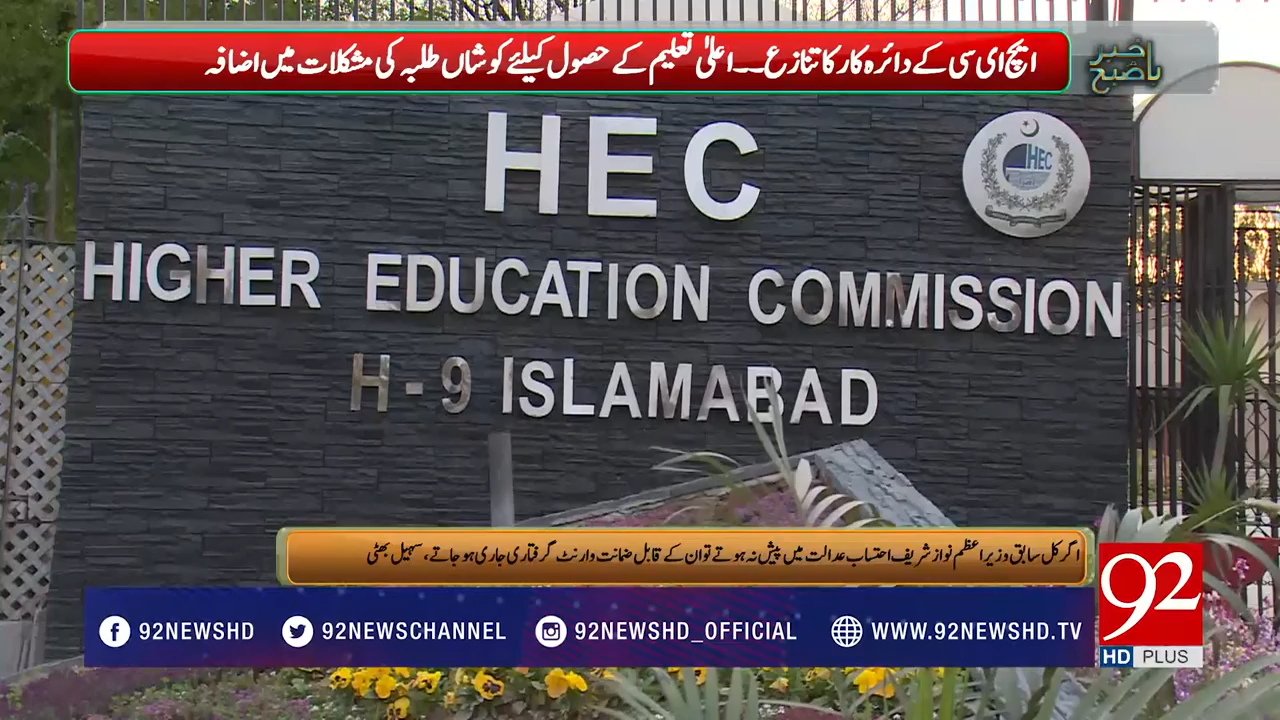 ایچ ای سی کے دائرہ کار کا تنازع۔۔۔اعلیٰ تعلیم کے حصول کیلئے کوشاں طلبہ کی مشکلات میں اضافہ
باخبر صبح
HEC
HEC
HIGHER EDUCATION COMMISSION
H-9 ISLAMABAD
اگر کل سابق وزیراعظم نواز شریف احتساب عدالت میں پیش نہ ہوتے تو ان کے قابل ضمانت وارنٹ گرفتاری جاری ہو جاتے، سہیل بھٹی
92NEWSHD
92NEWSCHANNEL
92NEWSHD_OFFICIAL
WWW.92NEWSHD.TV
92
HD PLUS